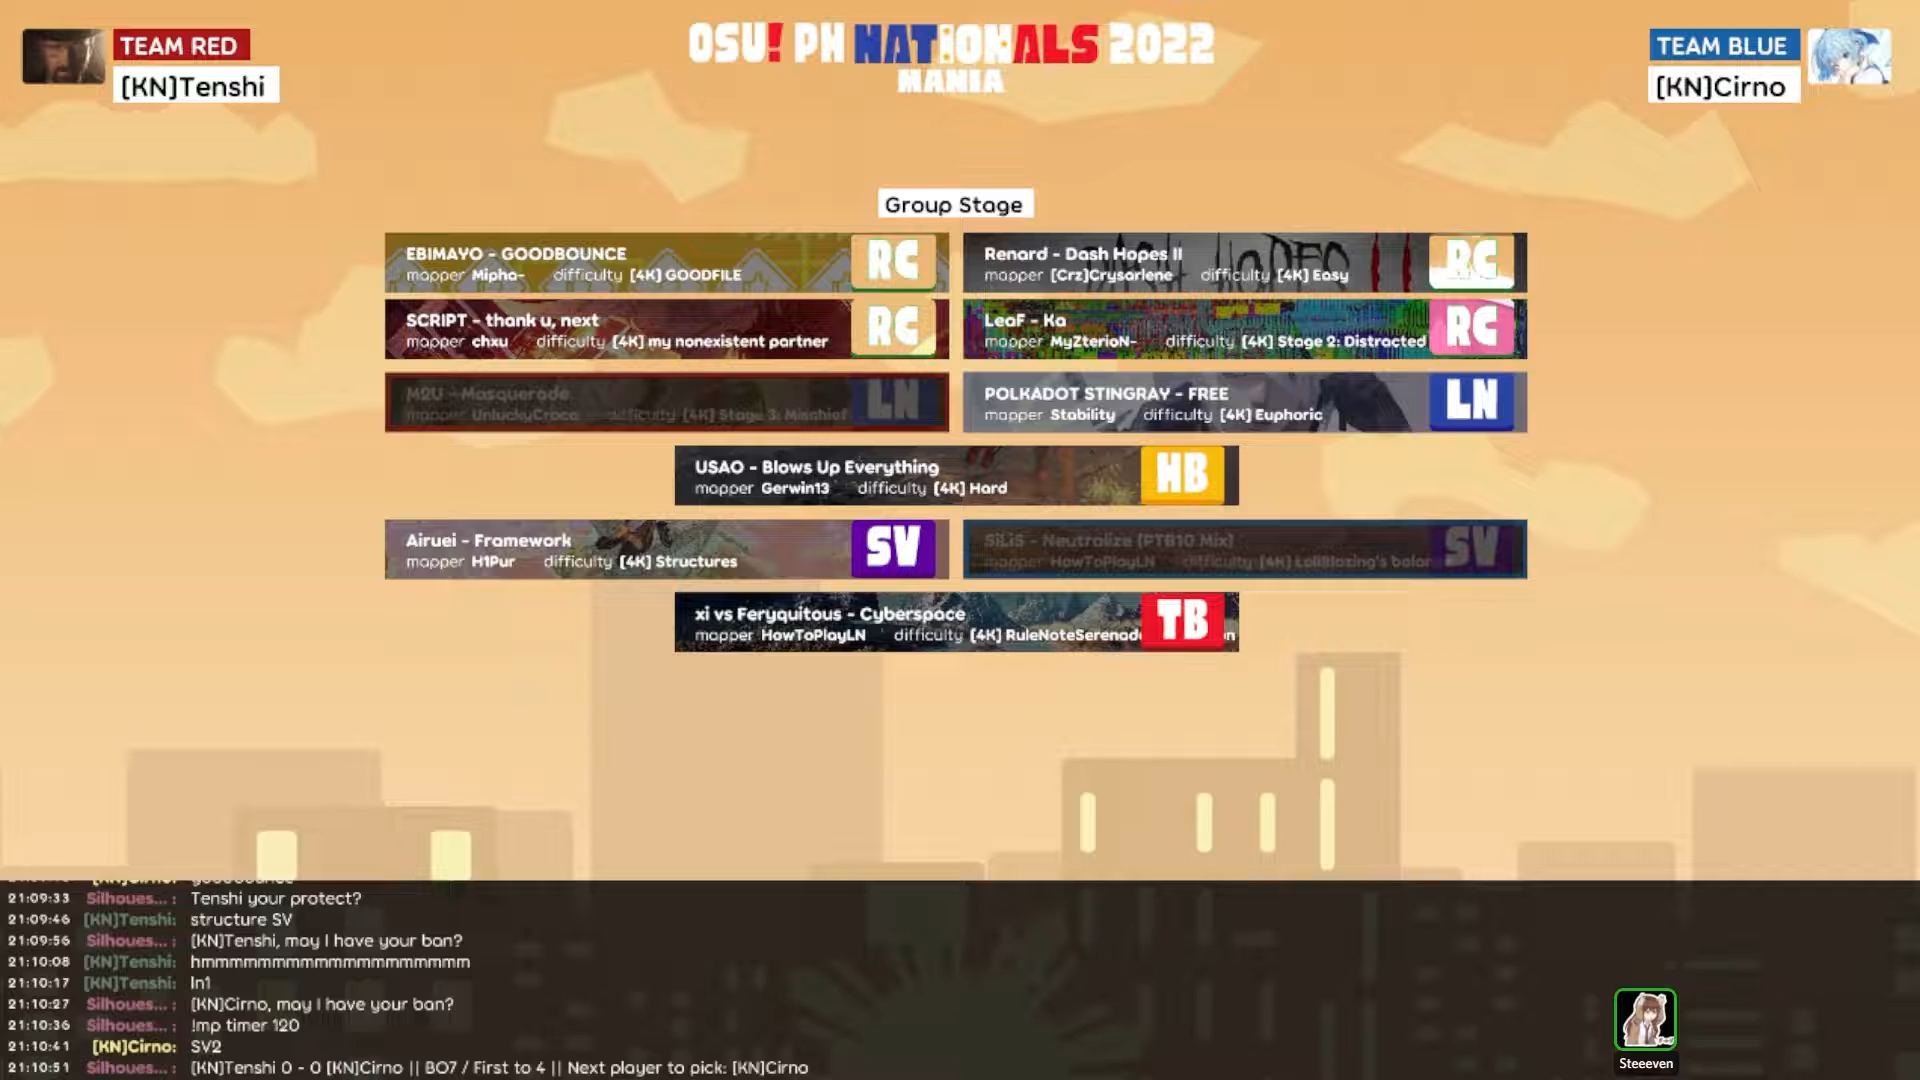 TEAM RED
[KN]Tenshi
OSU! PH NATIONALS 2022
MANIA
TEAM BLUE
[KN]Cirno
Group Stage
EBIMAYO - GOODBOUNCE
mapper Mipha- difficulty [4K] GOODFILE
RC
Renard - Dash Hopes II
mapper [Crz]Crysarlene difficulty [4K] Easy
RC
SCRIPT - thank u, next
mapper chxu difficulty [4K] my nonexistent partner
RC
LeaF - Ka
mapper MyZterioN- difficulty [4K] Stage 2: Distracted
RC
M2U - Masquerade
mapper UnluckyCroco difficulty [4K] Stage 3: Mischief
LN
POLKADOT STINGRAY - FREE
mapper Stability difficulty [4K] Euphoric
LN
USAO - Blows Up Everything
mapper Gerwin13 difficulty [4K] Hard
HB
Airuei - Framework
mapper H1Pur difficulty [4K] Structures
SV
SiLiS - Neutralize (PTB10 Mix)
mapper HowToPlayLN difficulty [4K] LoliBlazing's balan
SV
xi vs Feryquitous - Cyberspace
mapper HowToPlayLN difficulty [4K] RuleNoteSerenad
TB
21:09:33 Silhoues... : Tenshi your protect?
21:09:46 [KN]Tenshi: structure SV
21:09:56 Silhoues... : [KN]Tenshi, may I have your ban?
21:10:08 [KN]Tenshi: hmmmmmmmmmmmmmmmmmmm
21:10:17 [KN]Tenshi: ln1
21:10:27 Silhoues... : [KN]Cirno, may I have your ban?
21:10:36 Silhoues... : !mp timer 120
21:10:41 [KN]Cirno: SV2
21:10:51 Silhoues... : [KN]Tenshi 0 - 0 [KN]Cirno || BO7 / First to 4 || Next player to pick: [KN]Cirno
Steeeven